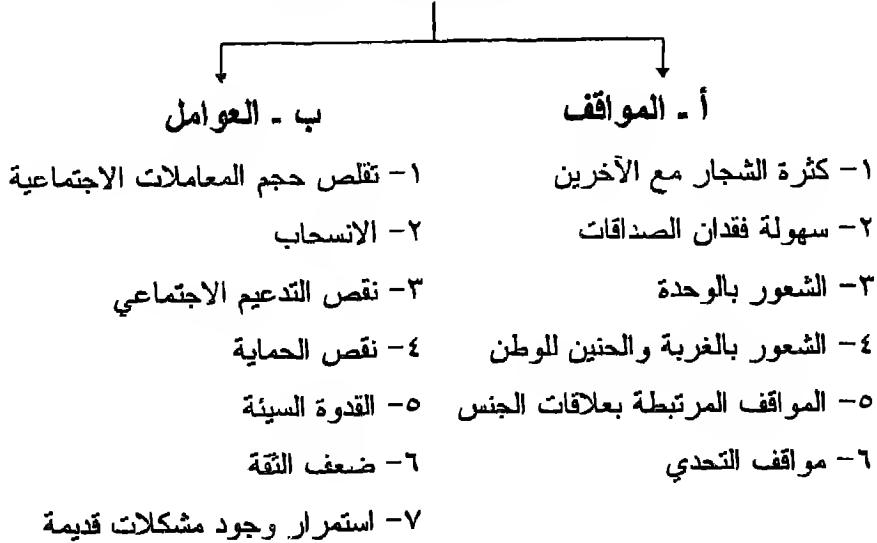 أ - المواقف
١- كثرة الشجار مع الآخرين
٢- سهولة فقدان الصداقات
٣- الشعور بالوحدة
٤- الشعور بالغربة والحنين للوطن
٥- المواقف المرتبطة بعلاقات الجنس
٦- مواقف التحدي
ب - العوامل
١- تقلص حجم المعاملات الاجتماعية
٢- الانسحاب
٣- نقص التدعيم الاجتماعي
٤- نقص الحماية
٥- القدوة السيئة
٦- ضعف الثقة
٧- استمرار وجود مشكلات قديمة